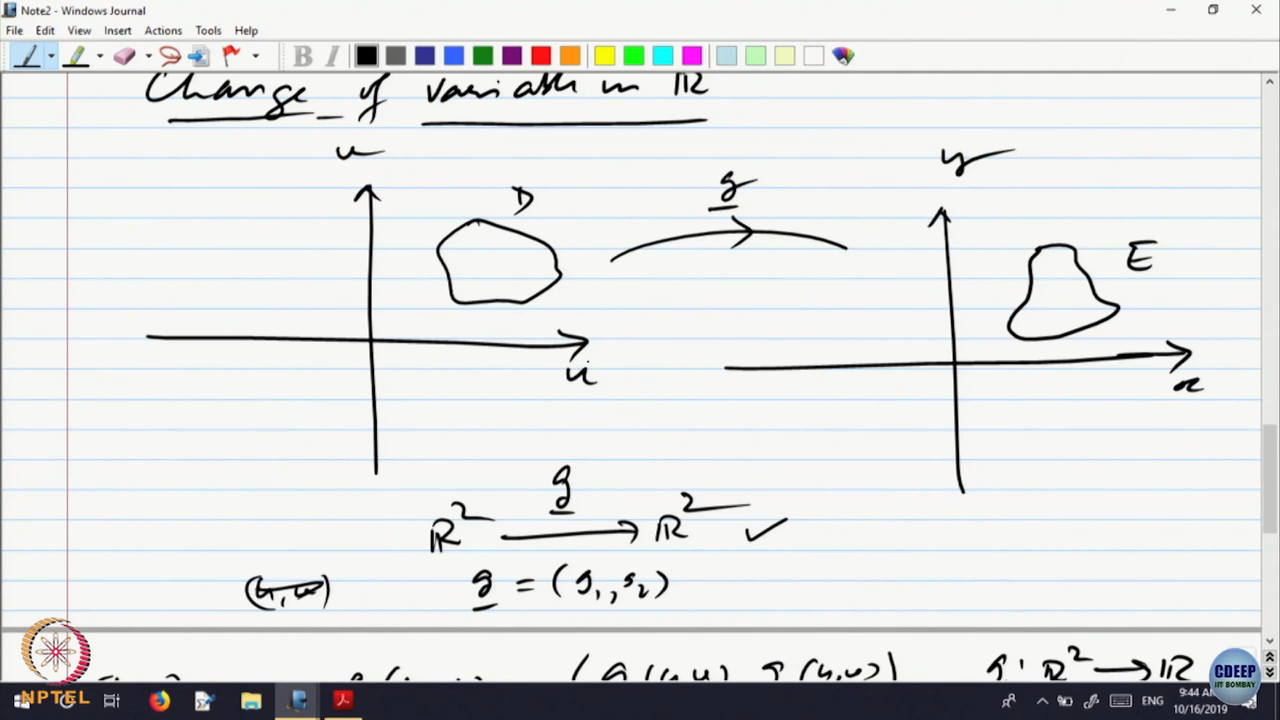 Note2 - Windows Journal
File Edit View Insert Actions Tools Help
B I
Change of variable in R
v y
D g
E
u x
g
ℝ² → ℝ² ✓
(u, v) g = (g₁, g₂)
(g(u,v) g(u,v)) g : ℝ² → ℝ
NPTEL
CDEEP
IIT BOMBAY
ENG
9:44 AM
10/16/2019